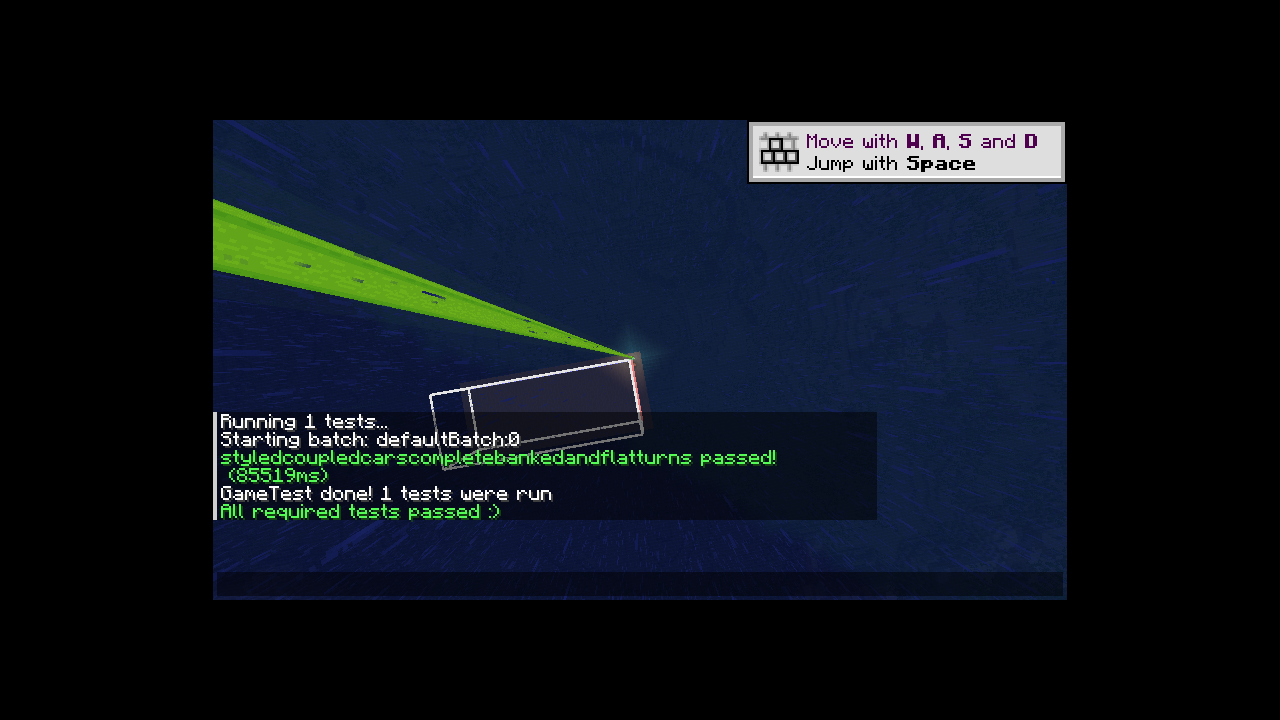 Move with W, A, S and D
Jump with Space
Running 1 tests...
Starting batch: defaultBatch:0
styledcoupledcarscompletebankedandflatturns passed!
(85519ms)
GameTest done! 1 tests were run
All required tests passed :)